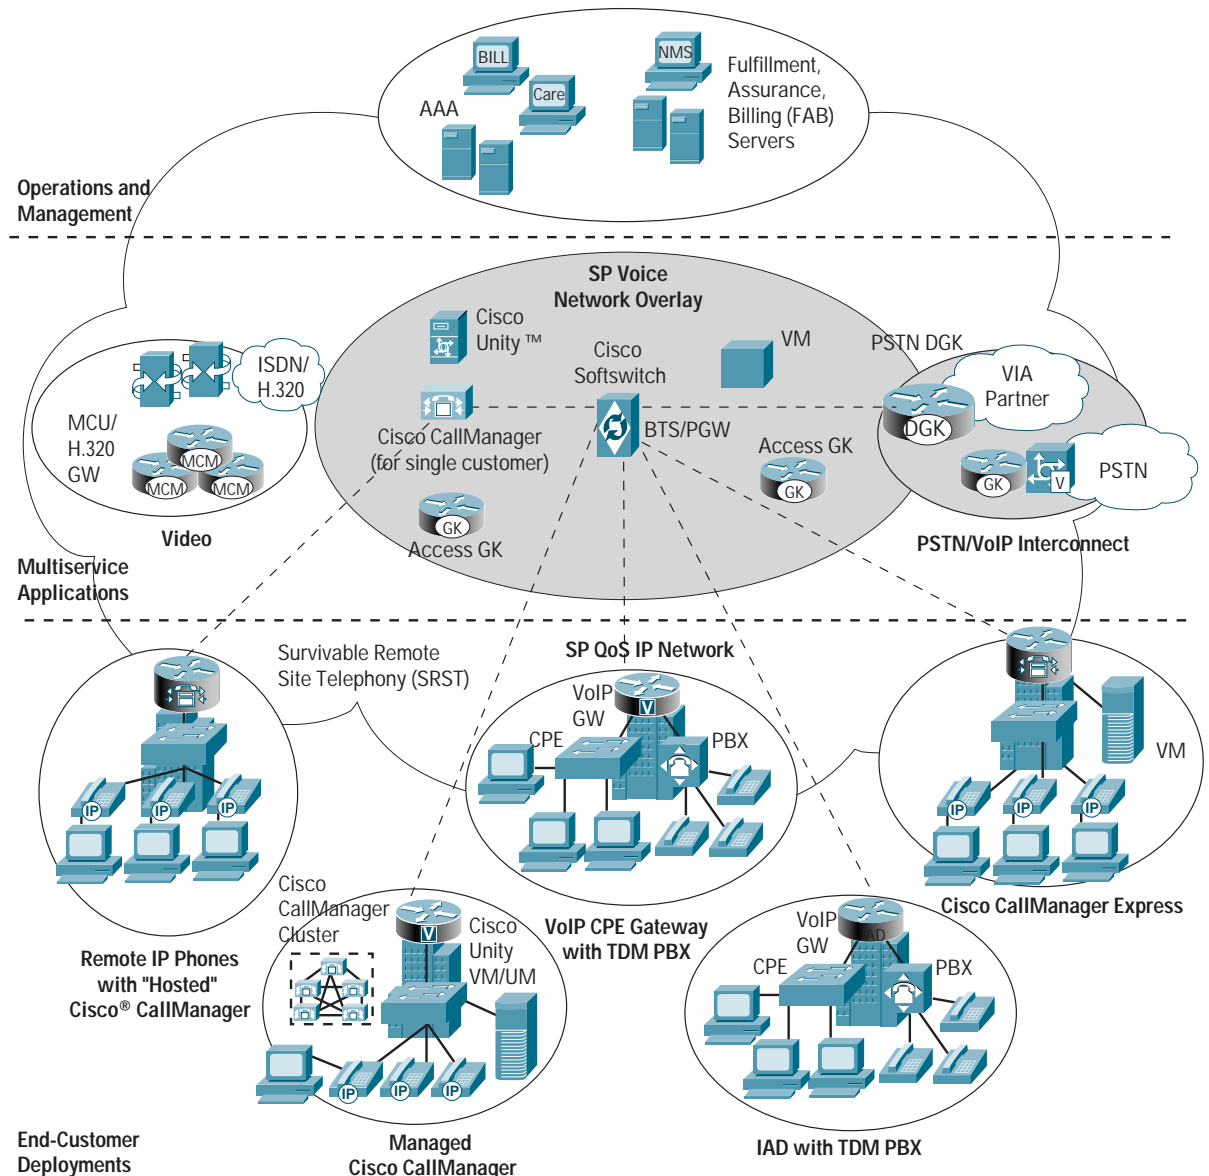 BILL
NMS
Care
AAA
Fulfillment,
Assurance,
Billing (FAB)
Servers
Operations and
Management
SP Voice
Network Overlay
Cisco
Unity ™
Cisco
Softswitch
VM
PSTN DGK
VIA
Partner
ISDN/
H.320
MCU/
H.320
GW
MCM
MCM
MCM
Video
Cisco CallManager
(for single customer)
BTS/PGW
DGK
Access GK
GK
GK
V
PSTN
GK
Access GK
PSTN/VoIP Interconnect
Multiservice
Applications
Survivable Remote
Site Telephony (SRST)
SP QoS IP Network
VoIP
GW
V
CPE
PBX
VM
IP
IP
IP
IP
IP
IP
Remote IP Phones
with "Hosted"
Cisco® CallManager
Cisco
CallManager
Cluster
V
Cisco
Unity
VM/UM
IP
IP
IP
VoIP CPE Gateway
with TDM PBX
Cisco CallManager Express
VoIP
GW
IAD
CPE
PBX
IAD with TDM PBX
End-Customer
Deployments
Managed
Cisco CallManager